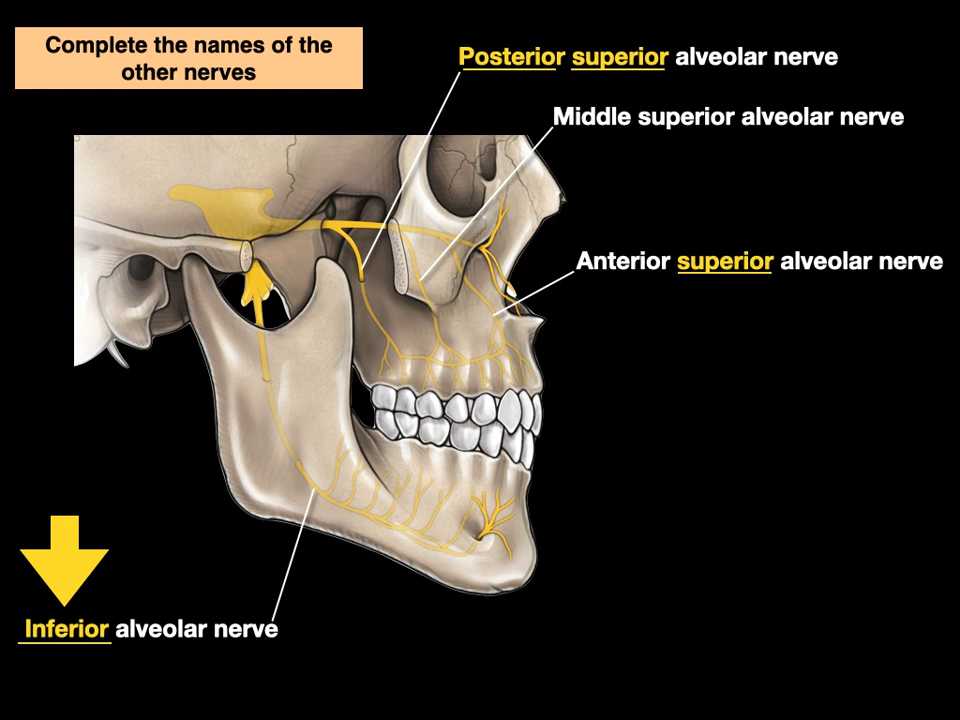 Complete the names of the
other nerves
Posterior superior alveolar nerve
Middle superior alveolar nerve
Anterior superior alveolar nerve
Inferior alveolar nerve